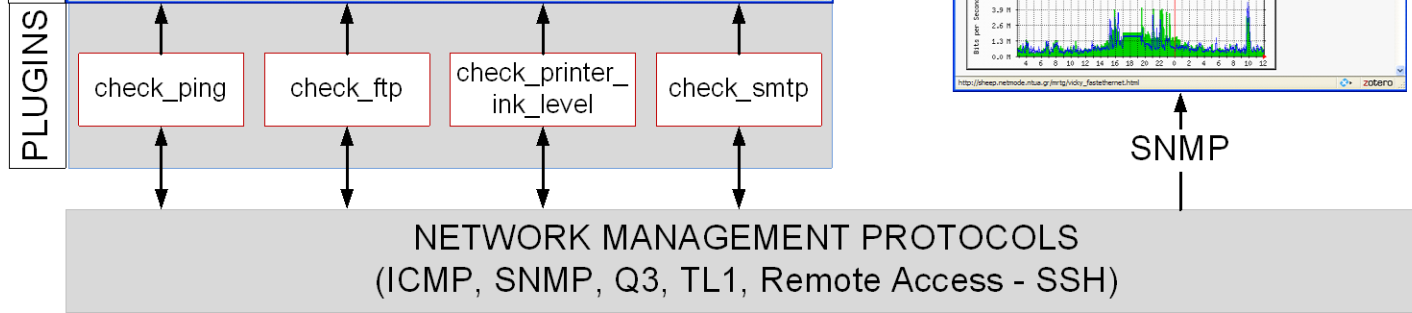 PLUGINS
check_ping
check_ftp
check_printer_
ink_level
check_smtp
Bits per Second
3.9 M
2.6 M
1.3 M
0.0 M
4 6 8 10 12 14 16 18 20 22 0 2 4 6 8 10 12
http://sheep.netmode.ntua.gr/mrtg/vicky_fastethernet.html
zotero
SNMP
NETWORK MANAGEMENT PROTOCOLS
(ICMP, SNMP, Q3, TL1, Remote Access - SSH)